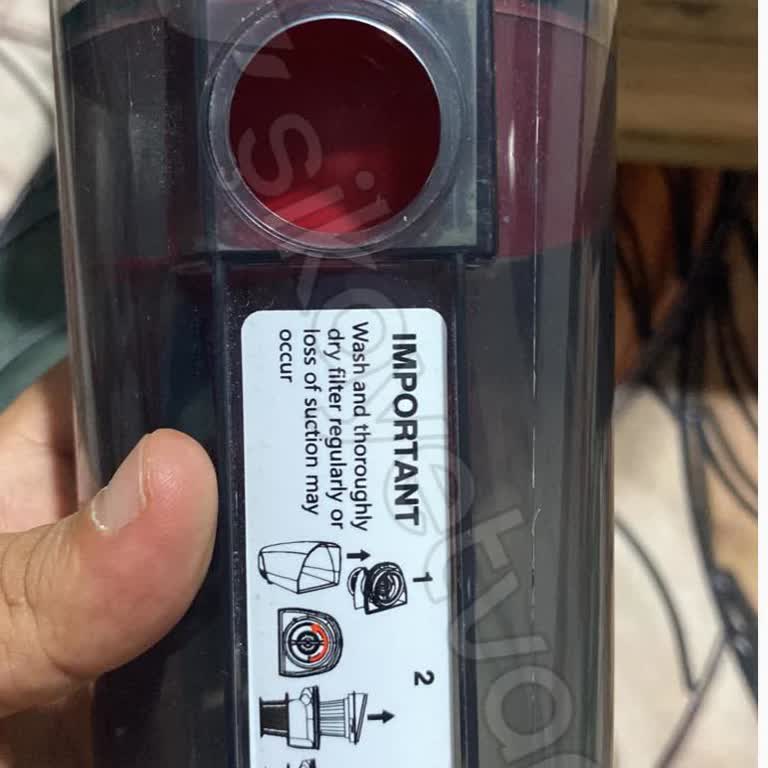 IMPORTANT
Wash and thoroughly
dry filter regularly or
loss of suction may
occur
1
2